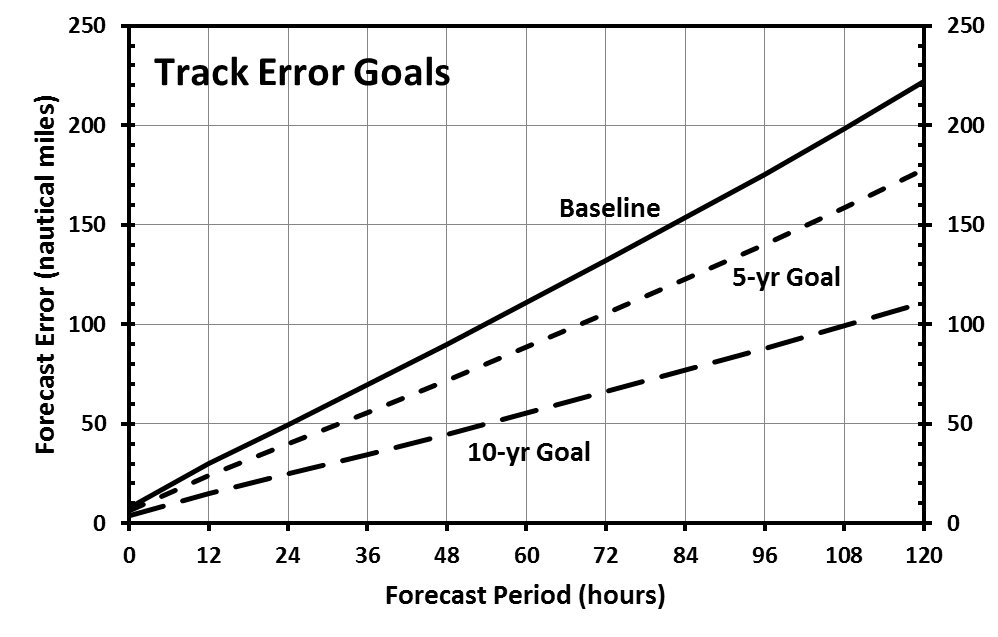 Track Error Goals
Forecast Error (nautical miles)
250
200
150
100
50
0
250
200
150
100
50
0
Baseline
5-yr Goal
10-yr Goal
0 12 24 36 48 60 72 84 96 108 120
Forecast Period (hours)